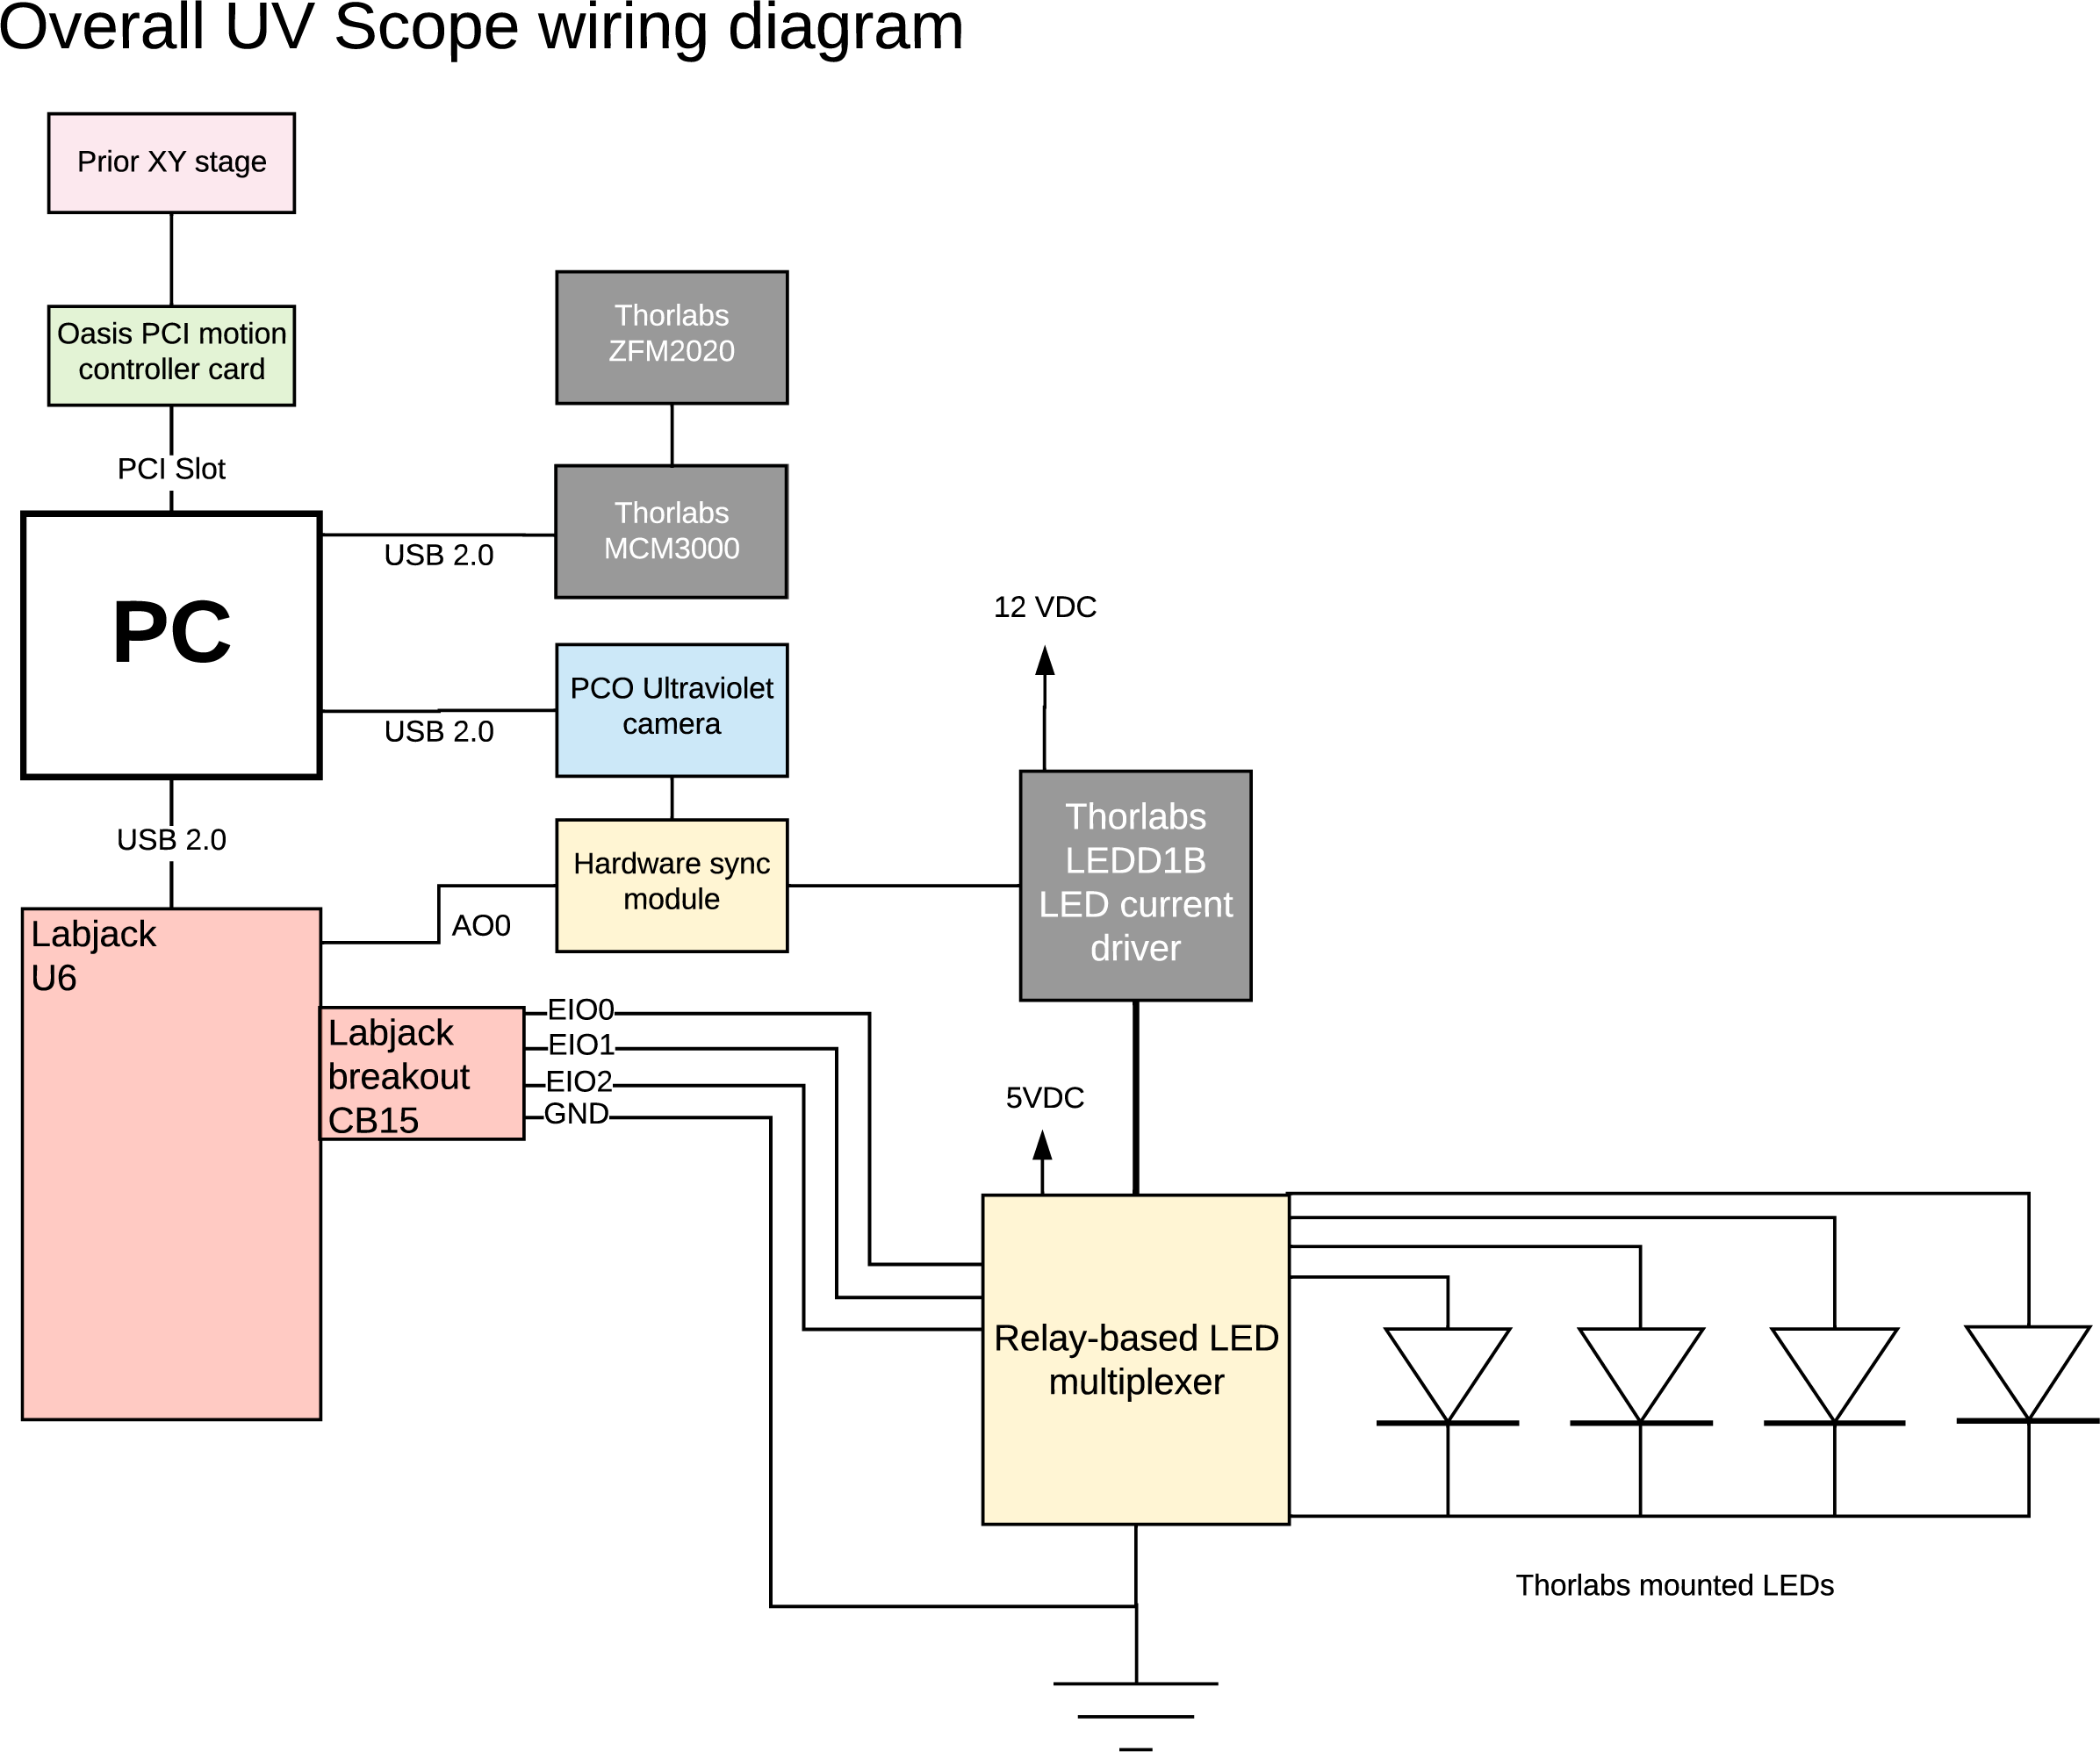 Overall UV Scope wiring diagram
Prior XY stage
Oasis PCI motion
controller card
PCI Slot
PC
USB 2.0
Thorlabs
ZFM2020
Thorlabs
MCM3000
USB 2.0
PCO Ultraviolet
camera
USB 2.0
Hardware sync
module
AO0
12 VDC
Thorlabs
LEDD1B
LED current
driver
Labjack
U6
Labjack
breakout
CB15
EIO0
EIO1
EIO2
GND
5VDC
Relay-based LED
multiplexer
Thorlabs mounted LEDs